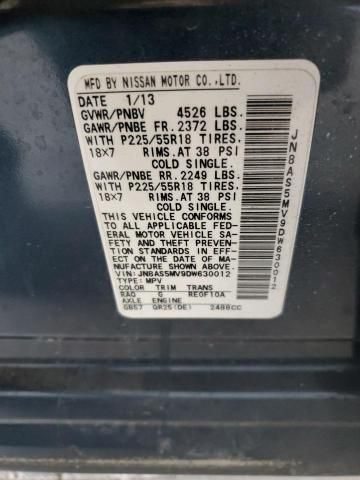 MFD BY NISSAN MOTOR CO.,LTD.
DATE 1/13
GVWR/PNBV 4526 LBS.
GAWR/PNBE FR. 2372 LBS.
WITH P225/55R18 TIRES,
18X7 RIMS.AT 38 PSI
COLD SINGLE.
GAWR/PNBE RR. 2249 LBS.
WITH P225/55R18 TIRES,
18X7 RIMS.AT 38 PSI
COLD SINGLE.
THIS VEHICLE CONFORMS
TO ALL APPLICABLE FED-
ERAL MOTOR VEHICLE SA-
FETY AND THEFT PREVEN-
TION STANDARDS IN EFF-
ECT ON THE DATE OF MA-
NUFACTURE SHOWN ABOVE.
VIN:JN8AS5MV9DW630012
TYPE: MPV
COLOR TRIM TRANS
RAQ G RE0F10A
AXLE ENGINE
GB57 QR25(DE) 2488CC
JN8AS5MV9DW630012